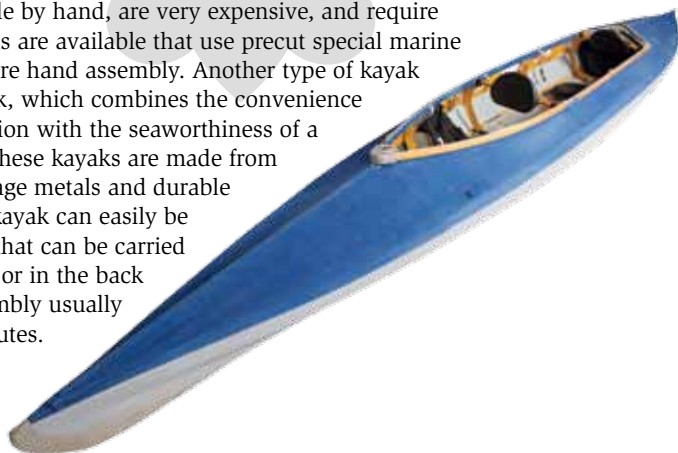 le by hand, are very expensive, and require
s are available that use precut special marine
re hand assembly. Another type of kayak
k, which combines the convenience
ion with the seaworthiness of a
hese kayaks are made from
nge metals and durable
kayak can easily be
hat can be carried
or in the back
mbly usually
utes.